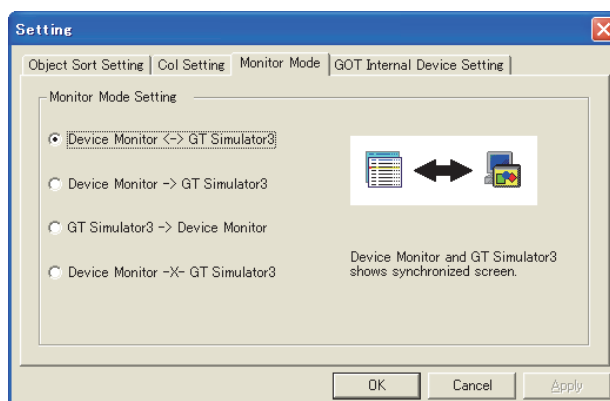 Setting
Object Sort Setting | Col Setting | Monitor Mode | GOT Internal Device Setting
Monitor Mode Setting
Device Monitor <-> GT Simulator3
Device Monitor -> GT Simulator3
GT Simulator3 -> Device Monitor
Device Monitor -X- GT Simulator3
Device Monitor and GT Simulator3
shows synchronized screen.
OK Cancel Apply